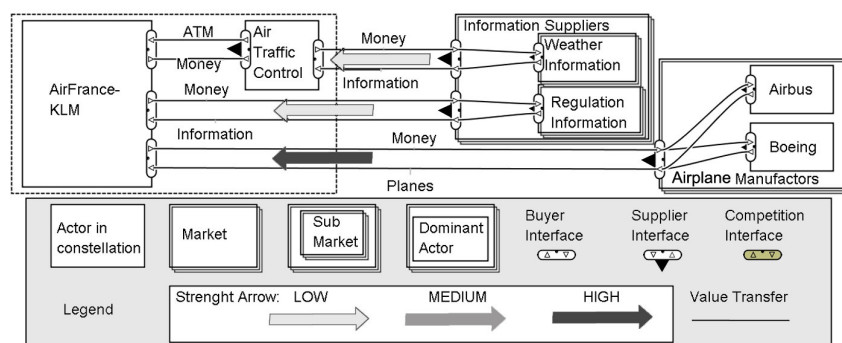 ATM
Money
AirFrance-
KLM
Air
Traffic
Control
Money
Information
Money
Information
Information Suppliers
Weather
Information
Regulation
Information
Money
Planes
Airbus
Boeing
Airplane Manufactors
Actor in
constellation
Market
Sub
Market
Dominant
Actor
Buyer
Interface
Supplier
Interface
Competition
Interface
Legend
Strenght Arrow:
LOW
MEDIUM
HIGH
Value Transfer